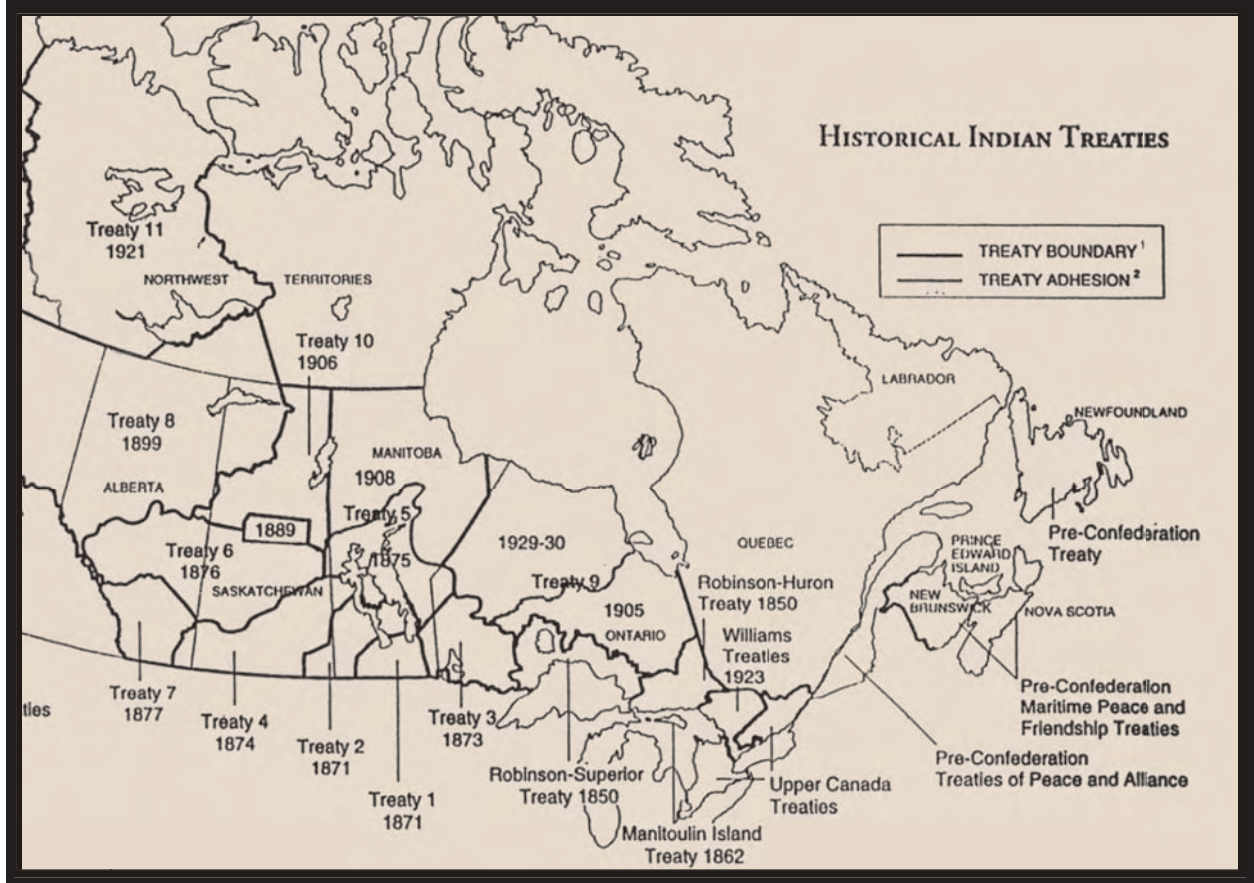 HISTORICAL INDIAN TREATIES
TREATY BOUNDARY 1
TREATY ADHESION 2
Treaty 11
1921
NORTHWEST TERRITORIES
Treaty 10
1906
Treaty 8
1899
ALBERTA
MANITOBA
1908
Treaty 5
1875
1889
Treaty 6
1876
SASKATCHEWAN
1929-30
Treaty 9
1905
ONTARIO
QUEBEC
LABRADOR
NEWFOUNDLAND
Pre-Confederation
Treaty
PRINCE
EDWARD
ISLAND
NEW
BRUNSWICK
NOVA SCOTIA
Robinson-Huron
Treaty 1850
Williams
Treaties
1923
Pre-Confederation
Maritime Peace and
Friendship Treaties
Pre-Confederation
Treaties of Peace and Alliance
ties
Treaty 7
1877
Treaty 4
1874
Treaty 2
1871
Treaty 1
1871
Treaty 3
1873
Robinson-Superior
Treaty 1850
Upper Canada
Treaties
Manitoulin Island
Treaty 1862